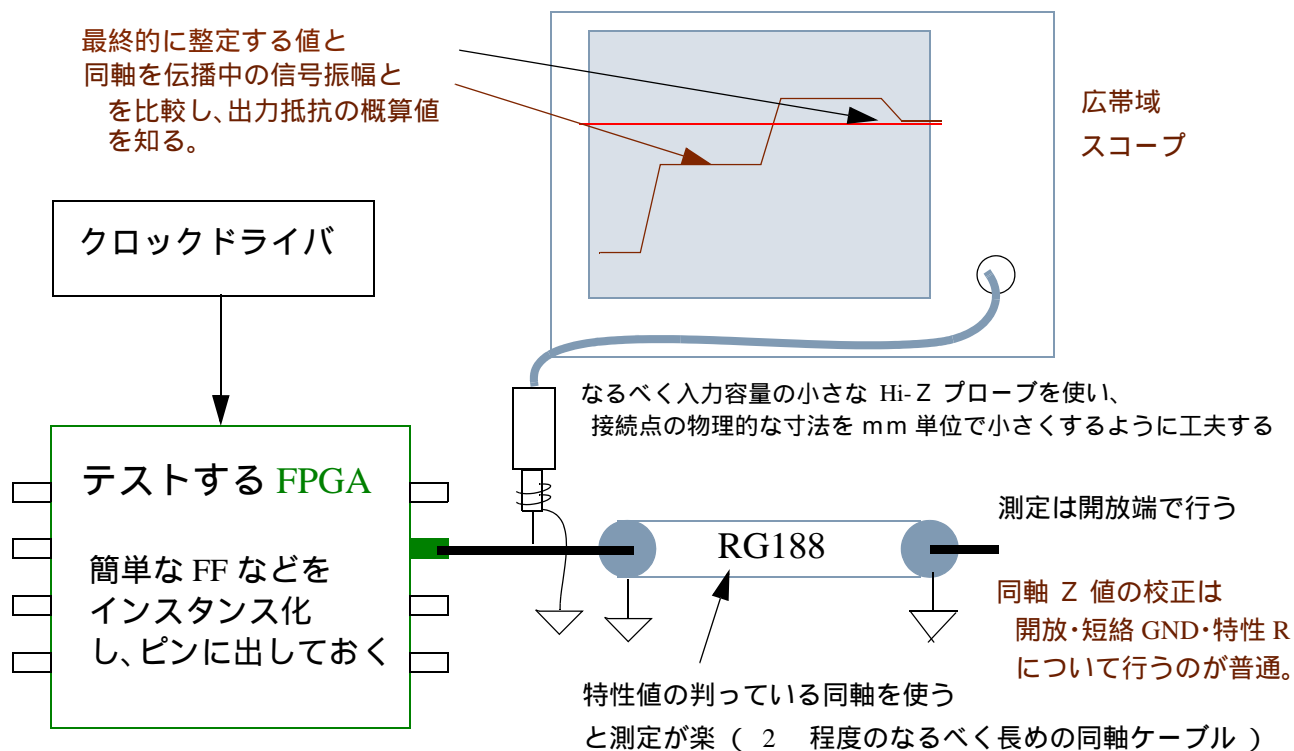 最終的に整定する値と
同軸を伝播中の信号振幅と
を比較し、出力抵抗の概算値
を知る。
広帯域
スコープ
クロックドライバ
なるべく入力容量の小さな Hi-Z プローブを使い、
接続点の物理的な寸法を mm 単位で小さくするように工夫する
テストする FPGA
簡単な FF などを
インスタンス化
し、ピンに出しておく
RG188
測定は開放端で行う
同軸 Z 値の校正は
開放・短絡 GND・特性 R
について行うのが普通。
特性値の判っている同軸を使う
と測定が楽 ( 2 程度のなるべく長めの同軸ケーブル )